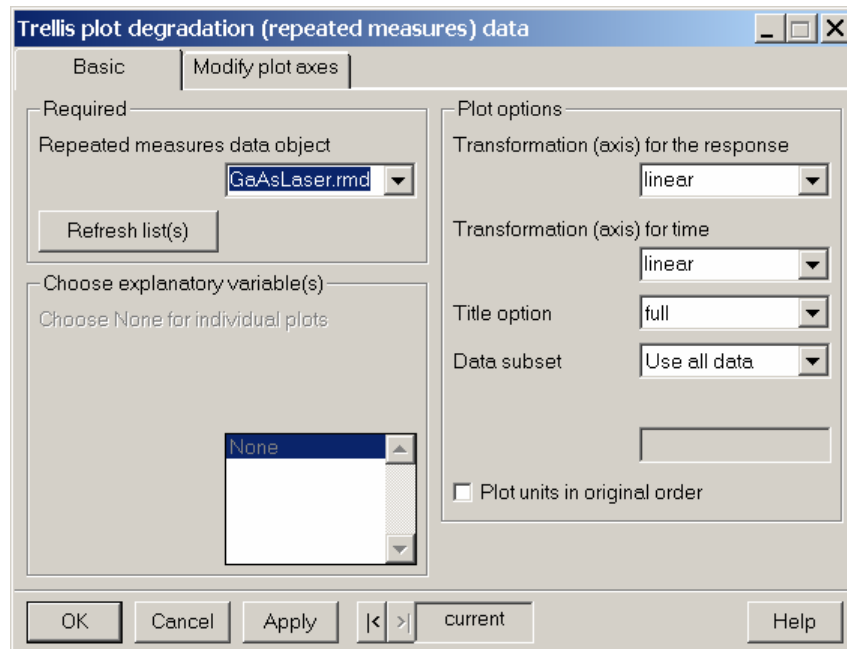 Trellis plot degradation (repeated measures) data
Basic
Modify plot axes
Required
Repeated measures data object
GaAsLaser.rmd
Refresh list(s)
Choose explanatory variable(s)
Choose None for individual plots
None
Plot options
Transformation (axis) for the response
linear
Transformation (axis) for time
linear
Title option
full
Data subset
Use all data
Plot units in original order
OK
Cancel
Apply
|<
>|
current
Help